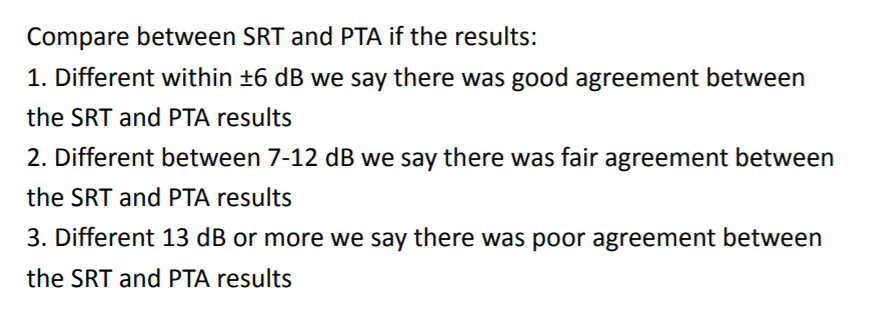 Compare between SRT and PTA if the results:
1. Different within ±6 dB we say there was good agreement between
the SRT and PTA results
2. Different between 7-12 dB we say there was fair agreement between
the SRT and PTA results
3. Different 13 dB or more we say there was poor agreement between
the SRT and PTA results